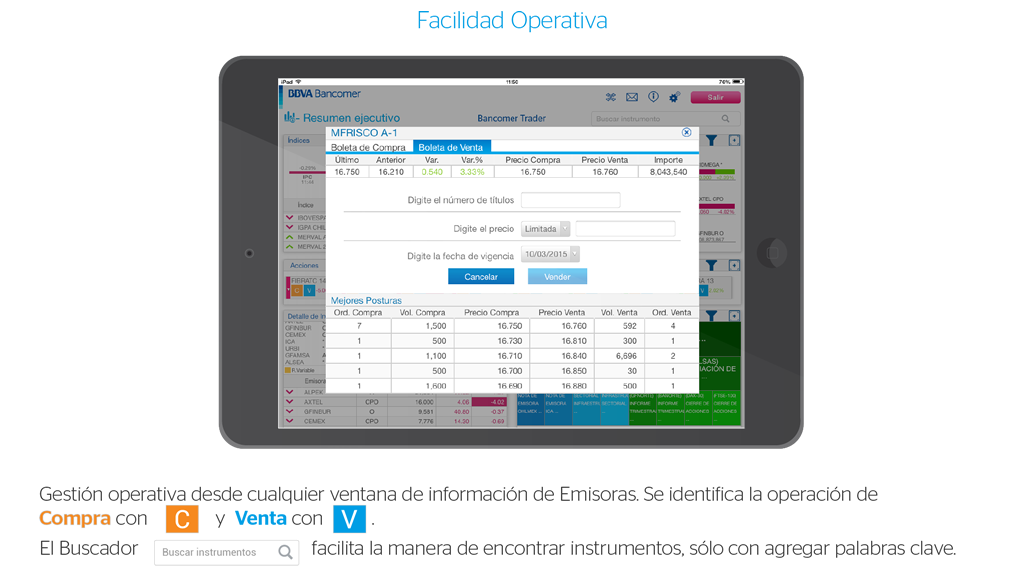 Facilidad Operativa
iPad 11:50 76%
BBVA Bancomer
Salir
Resumen ejecutivo Bancomer Trader Buscar instrumento
Índices
MFRISCO A-1
Boleta de Compra Boleta de Venta
Último Anterior Var. Var.% Precio Compra Precio Venta Importe
16.750 16.210 0.540 3.33% 16.750 16.760 8,043,540
Índice
Digite el número de títulos
Digite el precio Limitada
Digite la fecha de vigencia 10/03/2015
Cancelar Vender
Acciones
C V
Mejores Posturas
Ord. Compra Vol. Compra Precio Compra Precio Venta Vol. Venta Ord. Venta
7 1,500 16.750 16.760 592 4
1 500 16.730 16.810 300 1
1 1,100 16.710 16.840 6,696 2
1 500 16.700 16.850 30 1
1 1,600 16.690 16.880 500 1
ALPEK
AXTEL CPO 16.000 4.06 -4.02
GFINBUR O 9.591 40.80 -0.37
CEMEX CPO 7.776 14.30 -0.69
Gestión operativa desde cualquier ventana de información de Emisoras. Se identifica la operación de
Compra con C y Venta con V .
El Buscador Buscar instrumentos facilita la manera de encontrar instrumentos, sólo con agregar palabras clave.